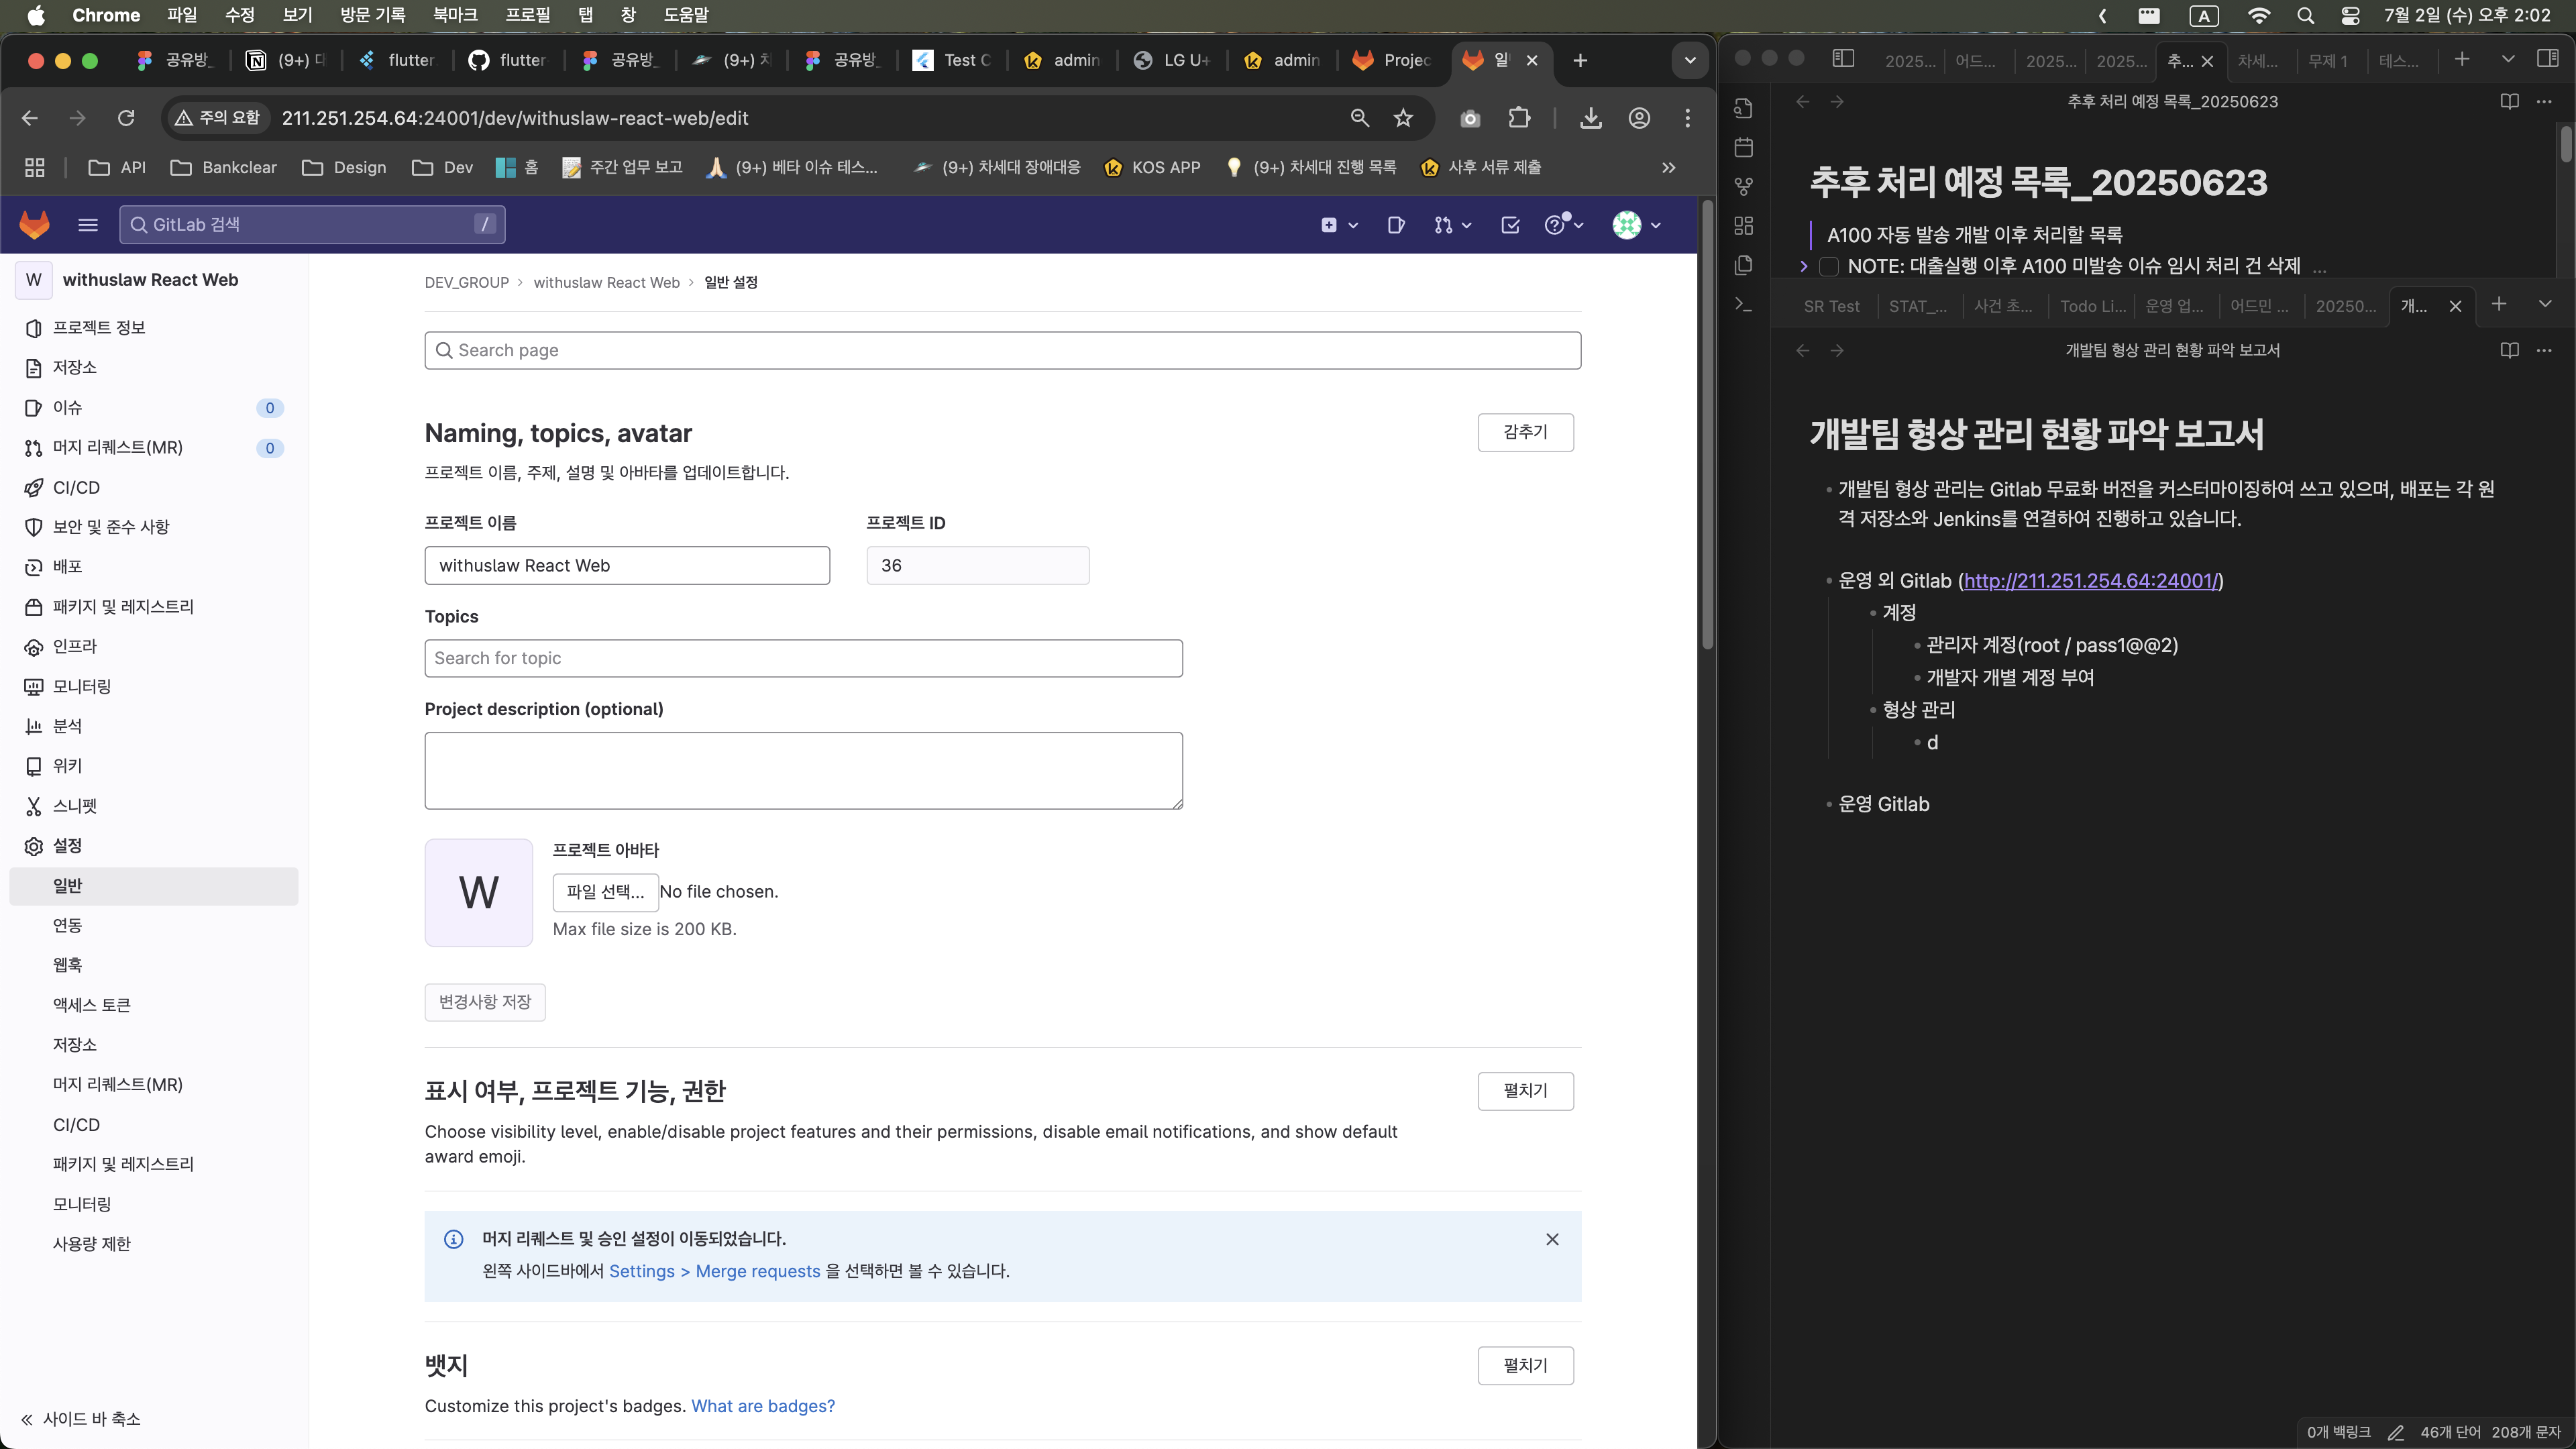 Chrome 파일 수정 보기 방문 기록 북마크 프로필 탭 창 도움말
A 7월 2일 (수) 오후 2:02
공유방_ (9+) flutter. flutter 공유방_ (9+) 공유방_ Test C admin LG U+ admin Projec 일
주의 요함 211.251.254.64:24001/dev/withuslaw-react-web/edit
API Bankclear Design Dev 홈 주간 업무 보고 (9+) 베타 이슈 테스... (9+) 차세대 장애대응 KOS APP (9+) 차세대 진행 목록 사후 서류 제출
GitLab 검색 /
W withuslaw React Web
프로젝트 정보
저장소
이슈 0
머지 리퀘스트(MR) 0
CI/CD
보안 및 준수 사항
배포
패키지 및 레지스트리
인프라
모니터링
분석
위키
스니펫
설정
일반
연동
웹훅
액세스 토큰
저장소
머지 리퀘스트(MR)
CI/CD
패키지 및 레지스트리
모니터링
사용량 제한
사이드 바 축소
DEV_GROUP > withuslaw React Web > 일반 설정
Search page
Naming, topics, avatar
감추기
프로젝트 이름, 주제, 설명 및 아바타를 업데이트합니다.
프로젝트 이름 프로젝트 ID
withuslaw React Web 36
Topics
Search for topic
Project description (optional)
W
프로젝트 아바타
파일 선택... No file chosen.
Max file size is 200 KB.
변경사항 저장
표시 여부, 프로젝트 기능, 권한
펼치기
Choose visibility level, enable/disable project features and their permissions, disable email notifications, and show default
award emoji.
머지 리퀘스트 및 승인 설정이 이동되었습니다.
왼쪽 사이드바에서 Settings > Merge requests 을 선택하면 볼 수 있습니다.
뱃지
펼치기
Customize this project's badges. What are badges?
2025... 어드... 2025... 2025... 추... 차세... 무제 1 테스...
추후 처리 예정 목록_20250623
추후 처리 예정 목록_20250623
A100 자동 발송 개발 이후 처리할 목록
NOTE: 대출실행 이후 A100 미발송 이슈 임시 처리 건 삭제 ...
SR Test STAT_... 사건 초... Todo Li... 운영 업... 어드민 ... 20250... 개...
개발팀 형상 관리 현황 파악 보고서
개발팀 형상 관리 현황 파악 보고서
개발팀 형상 관리는 Gitlab 무료화 버전을 커스터마이징하여 쓰고 있으며, 배포는 각 원
격 저장소와 Jenkins를 연결하여 진행하고 있습니다.
운영 외 Gitlab (http://211.251.254.64:24001/)
계정
관리자 계정(root / pass1@@2)
개발자 개별 계정 부여
형상 관리
d
운영 Gitlab
0개 백링크 46개 단어 208개 문자